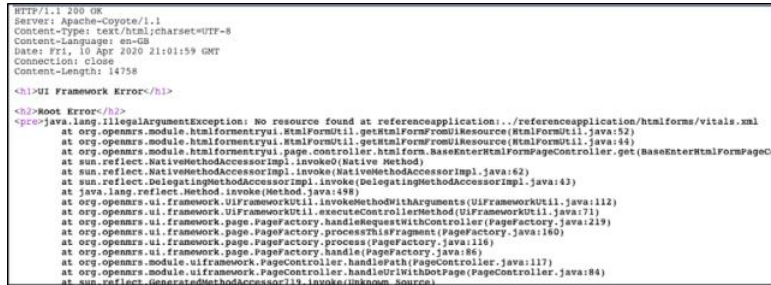 HTTP/1.1 200 OK
Server: Apache-Coyote/1.1
Content-Type: text/html;charset=UTF-8
Content-Language: en-GB
Date: Fri, 10 Apr 2020 21:01:59 GMT
Connection: close
Content-Length: 14758
<h1>UI Framework Error</h1>
<h2>Root Error</h2>
<pre>java.lang.IllegalArgumentException: No resource found at referenceapplication:../referenceapplication/htmlforms/vitals.xml
at org.openmrs.module.htmlformentryui.HtmlFormUtil.getHtmlFormFromUiResource(HtmlFormUtil.java:52)
at org.openmrs.module.htmlformentryui.HtmlFormUtil.getHtmlFormFromUiResource(HtmlFormUtil.java:44)
at org.openmrs.module.htmlformentryui.page.controller.htmlform.BaseEnterHtmlFormPageController.get(BaseEnterHtmlFormPageC
at sun.reflect.NativeMethodAccessorImpl.invoke0(Native Method)
at sun.reflect.NativeMethodAccessorImpl.invoke(NativeMethodAccessorImpl.java:62)
at sun.reflect.DelegatingMethodAccessorImpl.invoke(DelegatingMethodAccessorImpl.java:43)
at java.lang.reflect.Method.invoke(Method.java:498)
at org.openmrs.ui.framework.UiFrameworkUtil.invokeMethodWithArguments(UiFrameworkUtil.java:112)
at org.openmrs.ui.framework.UiFrameworkUtil.executeControllerMethod(UiFrameworkUtil.java:71)
at org.openmrs.ui.framework.page.PageFactory.handleRequestWithController(PageFactory.java:219)
at org.openmrs.ui.framework.page.PageFactory.processThisFragment(PageFactory.java:160)
at org.openmrs.ui.framework.page.PageFactory.process(PageFactory.java:116)
at org.openmrs.ui.framework.page.PageFactory.handle(PageFactory.java:86)
at org.openmrs.module.uiframework.PageController.handlePath(PageController.java:117)
at org.openmrs.module.uiframework.PageController.handleUrlWithDotPage(PageController.java:84)
at sun.reflect.GeneratedMethodAccessor719.invoke(Unknown Source)